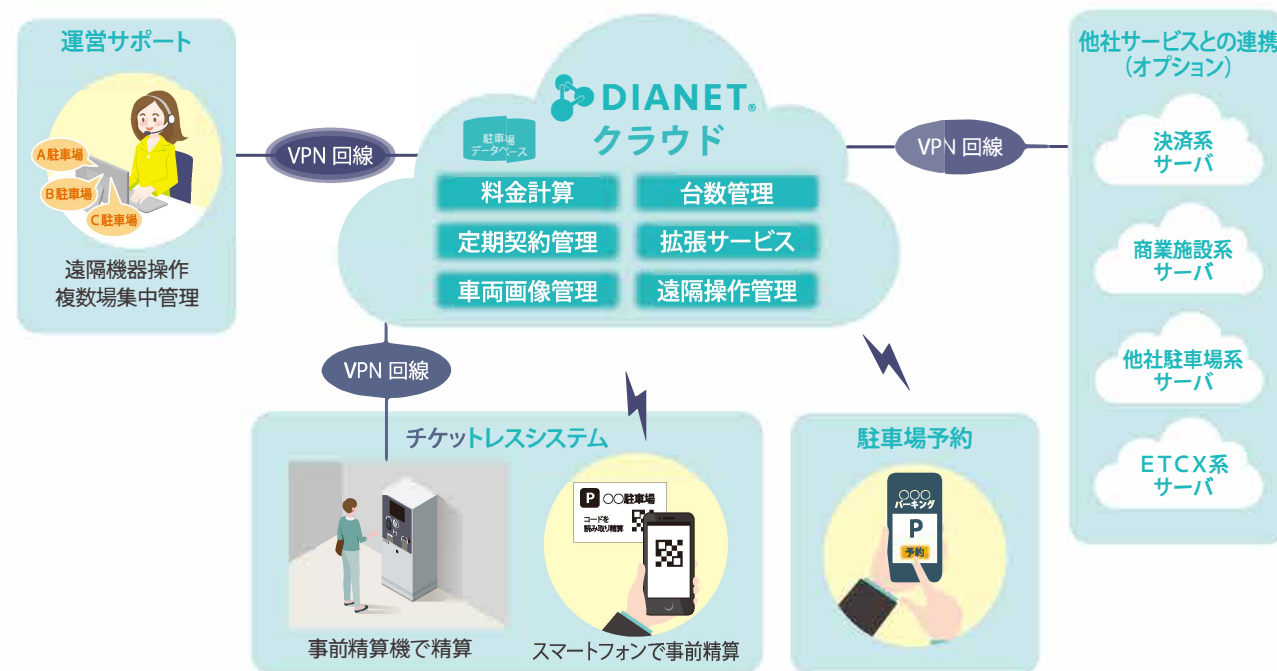 運営サポート
A駐車場
B駐車場
C駐車場
遠隔機器操作
複数場集中管理
VPN 回線
DIANET®
クラウド
駐車場
データベース
料金計算
台数管理
定期契約管理
拡張サービス
車両画像管理
遠隔操作管理
VPN 回線
他社サービスとの連携
(オプション)
決済系
サーバ
商業施設系
サーバ
他社駐車場系
サーバ
ETCX系
サーバ
VPN 回線
チケットレスシステム
事前精算機で精算
P 〇〇駐車場
コードを
読み取り精算
スマートフォンで事前精算
駐車場予約
〇〇〇
パーキング
P
予約